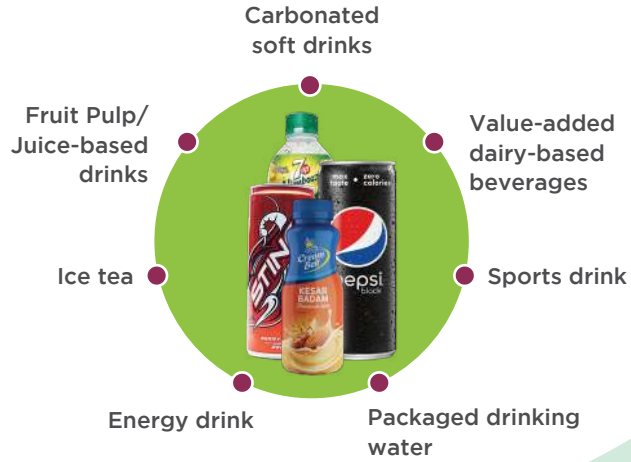 Carbonated
soft drinks
Fruit Pulp/
Juice-based
drinks
Value-added
dairy-based
beverages
Ice tea
Sports drink
Energy drink
Packaged drinking
water
7
max taste • zero calories
STING
Cream Bell
KESAR
BADAM
pepsi
black